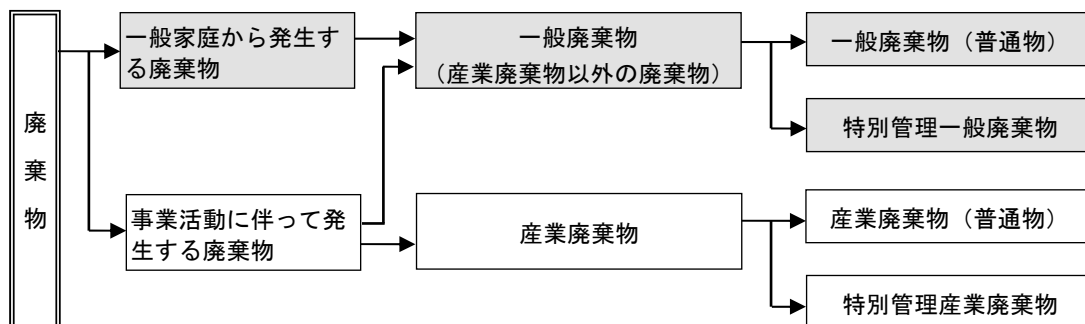 廃棄物
一般家庭から発生す
る廃棄物
一般廃棄物
（産業廃棄物以外の廃棄物）
一般廃棄物（普通物）
特別管理一般廃棄物
事業活動に伴って発
生する廃棄物
産業廃棄物
産業廃棄物（普通物）
特別管理産業廃棄物